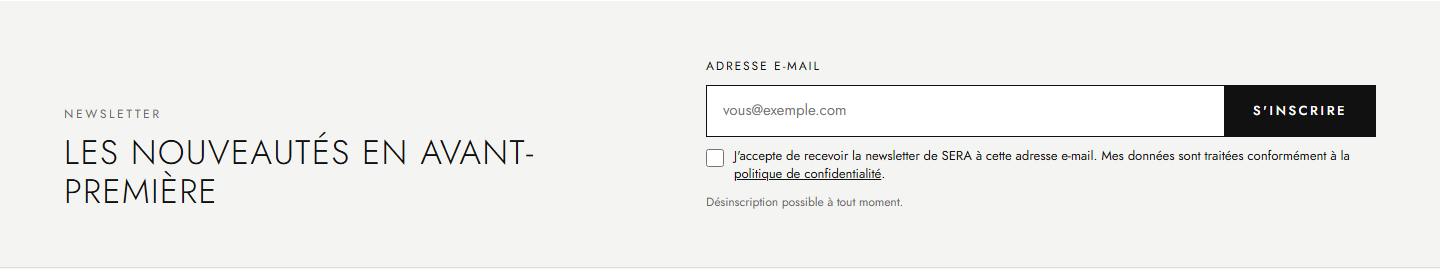 NEWSLETTER
LES NOUVEAUTÉS EN AVANT-
PREMIÈRE
ADRESSE E-MAIL
vous@exemple.com
S'INSCRIRE
J'accepte de recevoir la newsletter de SERA à cette adresse e-mail. Mes données sont traitées conformément à la
politique de confidentialité.
Désinscription possible à tout moment.